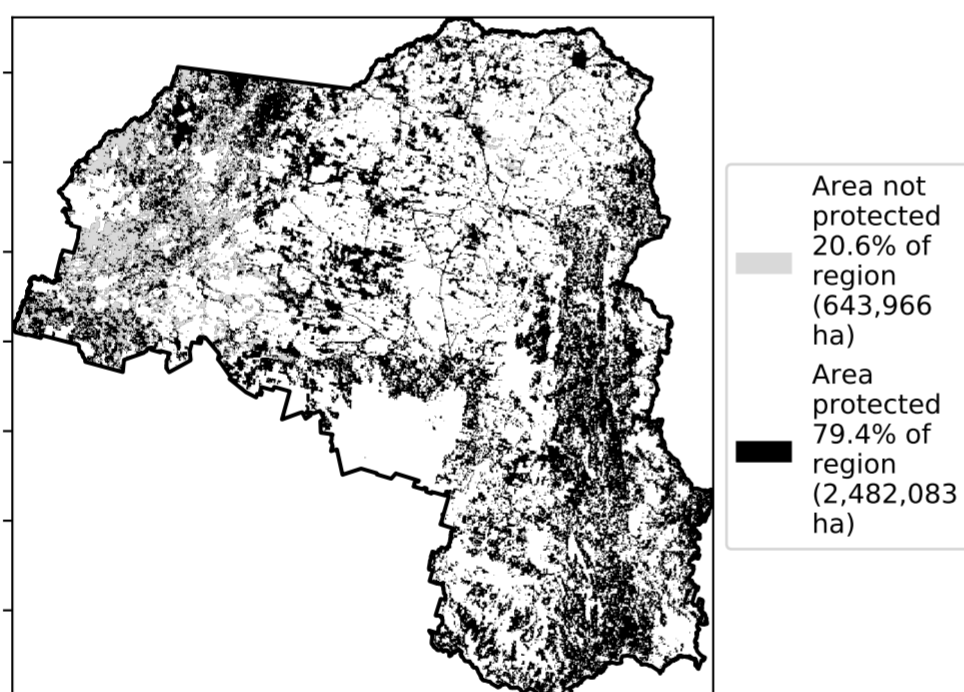 Area not
protected
20.6% of
region
(643,966
ha)
Area
protected
79.4% of
region
(2,482,083
ha)